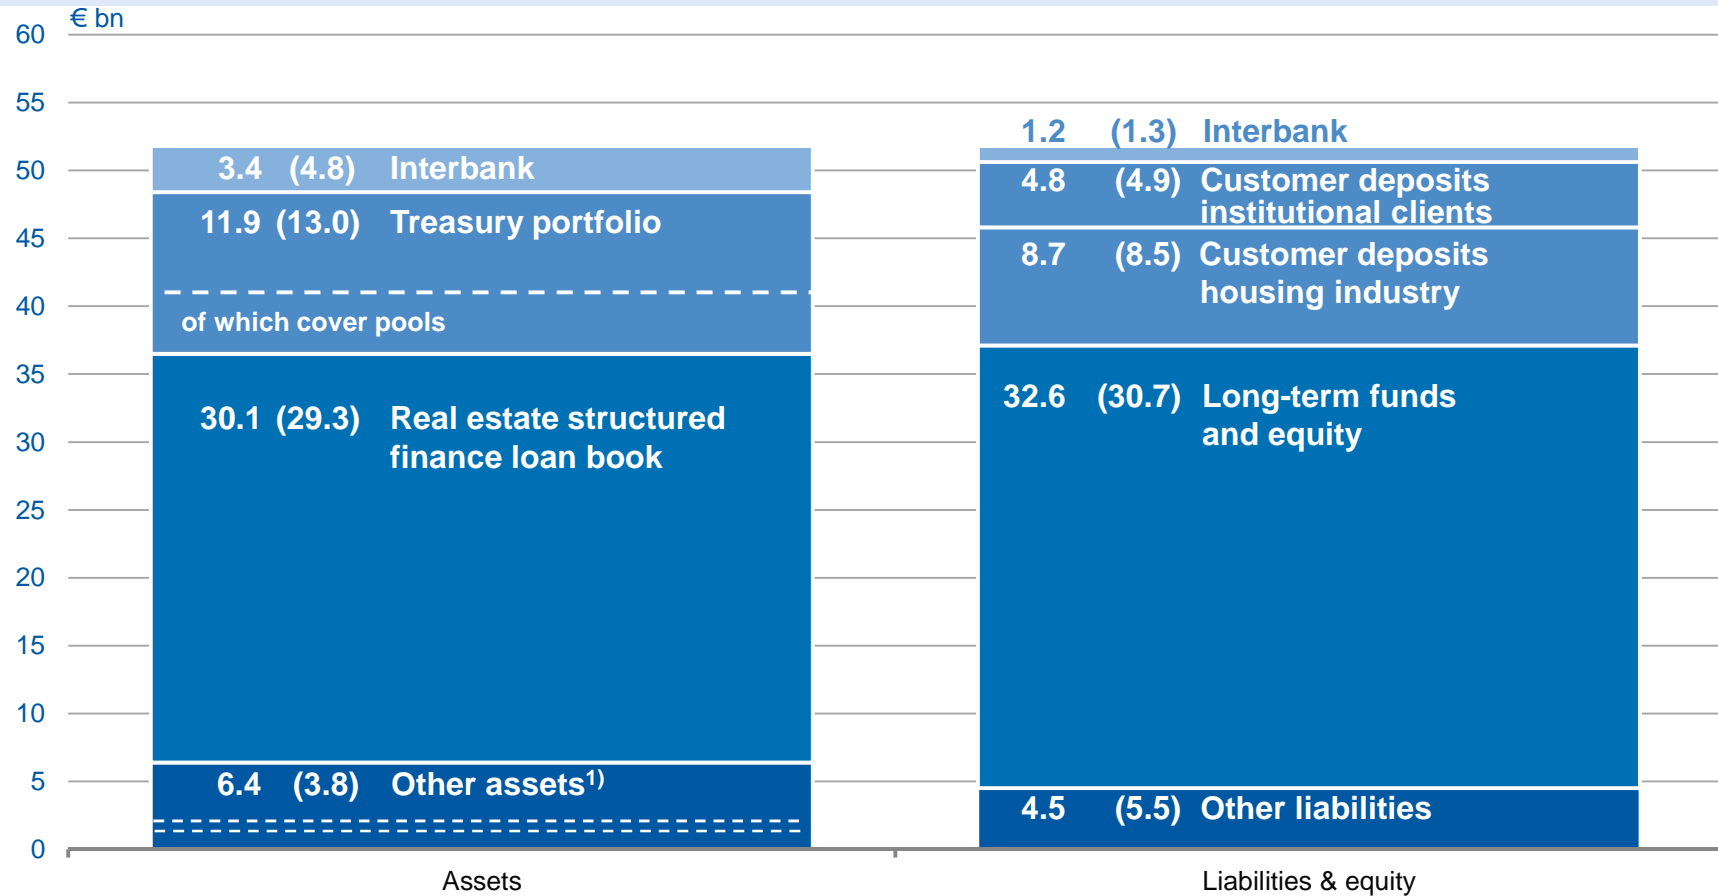 € bn
60
55
50
45
40
35
30
25
20
15
10
5
0
3.4 (4.8) Interbank
11.9 (13.0) Treasury portfolio
of which cover pools
30.1 (29.3) Real estate structured
finance loan book
6.4 (3.8) Other assets¹⁾
1.2 (1.3) Interbank
4.8 (4.9) Customer deposits
institutional clients
8.7 (8.5) Customer deposits
housing industry
32.6 (30.7) Long-term funds
and equity
4.5 (5.5) Other liabilities
Assets
Liabilities & equity